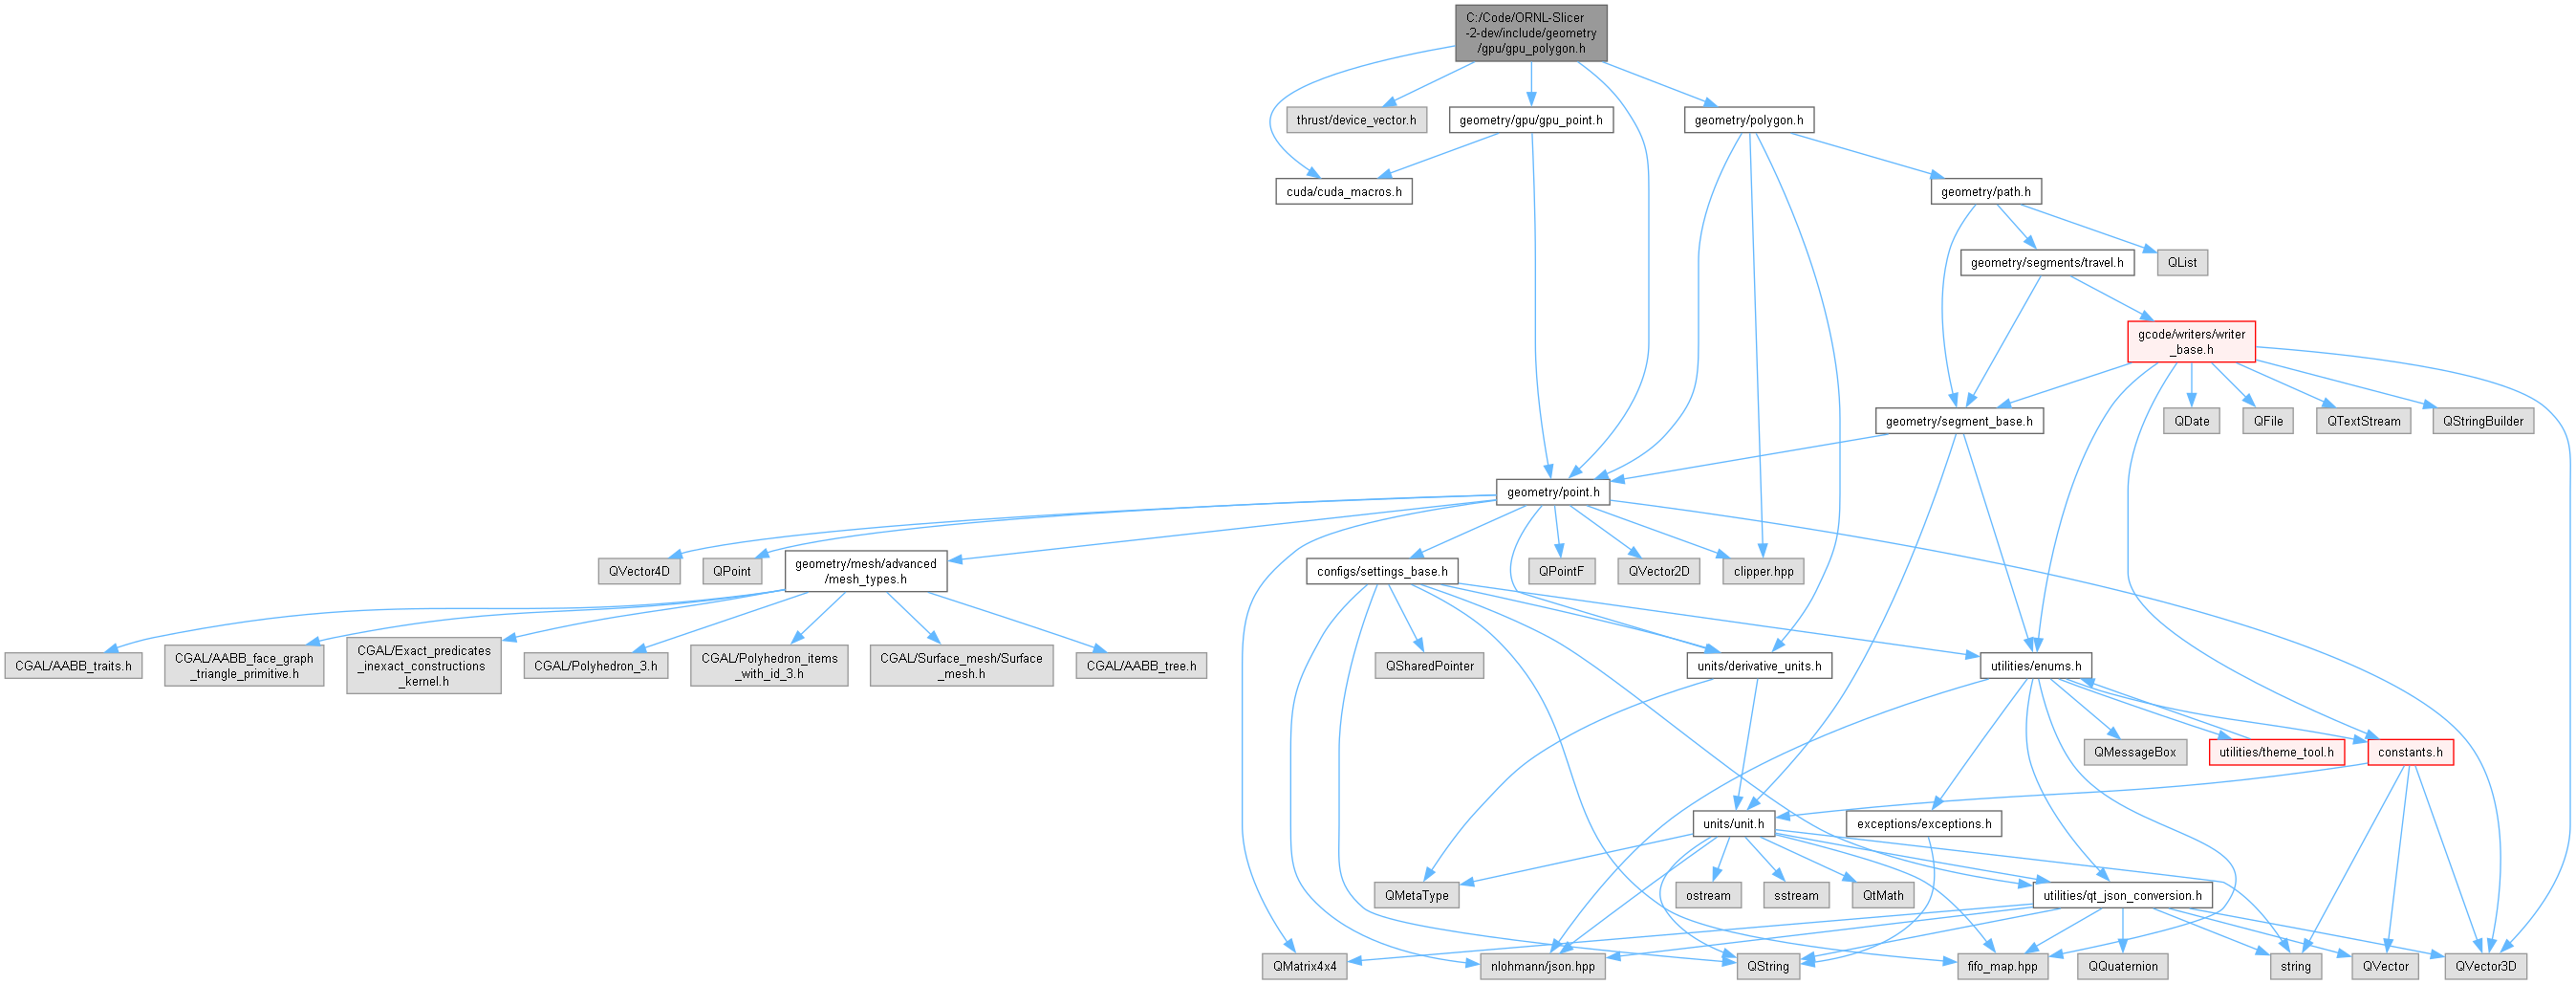 C:/Code/ORNL-Slicer
-2-dev/include/geometry
/gpu/gpu_polygon.h
thrust/device_vector.h
geometry/gpu/gpu_point.h
geometry/polygon.h
cuda/cuda_macros.h
geometry/path.h
geometry/segments/travel.h
QList
gcode/writers/writer
_base.h
geometry/segment_base.h
QDate
QFile
QTextStream
QStringBuilder
geometry/point.h
QVector4D
QPoint
geometry/mesh/advanced
/mesh_types.h
configs/settings_base.h
QPointF
QVector2D
clipper.hpp
CGAL/AABB_traits.h
CGAL/AABB_face_graph
_triangle_primitive.h
CGAL/Exact_predicates
_inexact_constructions
_kernel.h
CGAL/Polyhedron_3.h
CGAL/Polyhedron_items
_with_id_3.h
CGAL/Surface_mesh/Surface
_mesh.h
CGAL/AABB_tree.h
QSharedPointer
units/derivative_units.h
utilities/enums.h
QMessageBox
utilities/theme_tool.h
constants.h
units/unit.h
exceptions/exceptions.h
QMetaType
ostream
sstream
QtMath
utilities/qt_json_conversion.h
QMatrix4x4
nlohmann/json.hpp
QString
fifo_map.hpp
QQuaternion
string
QVector
QVector3D